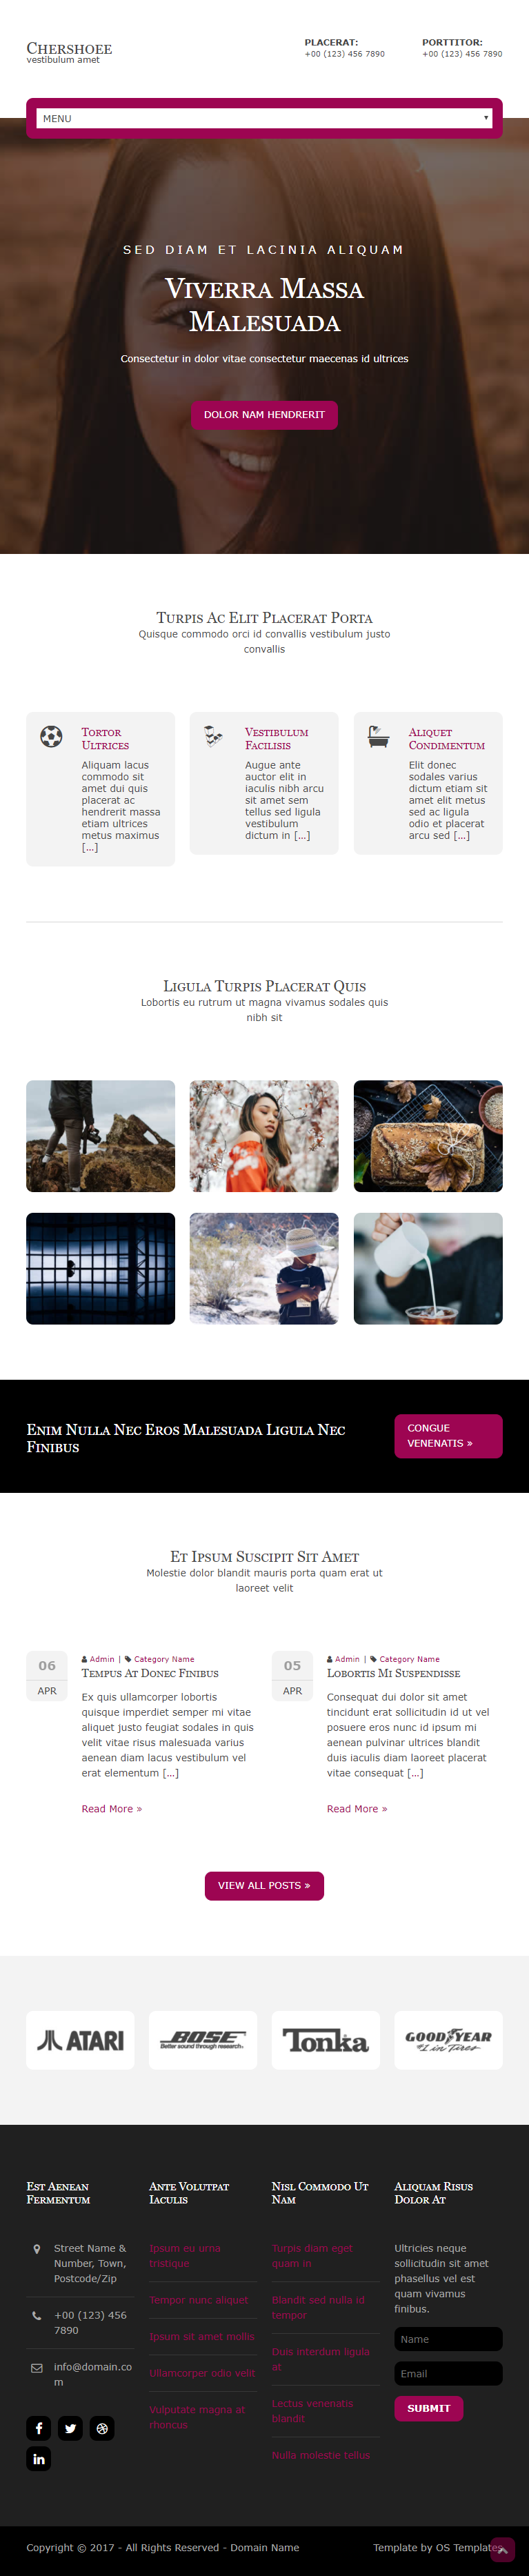 Chershoee
vestibulum amet
PLACERAT:
+00 (123) 456 7890
PORTTITOR:
+00 (123) 456 7890
MENU
SED DIAM ET LACINIA ALIQUAM
Viverra Massa
Malesuada
Consectetur in dolor vitae consectetur maecenas id ultrices
DOLOR NAM HENDRERIT
Turpis Ac Elit Placerat Porta
Quisque commodo orci id convallis vestibulum justo
convallis
Tortor
Ultrices
Aliquam lacus
commodo sit
amet dui quis
placerat ac
hendrerit massa
etiam ultrices
metus maximus
[…]
Vestibulum
Facilisis
Augue ante
auctor elit in
iaculis nibh arcu
sit amet sem
tellus sed ligula
vestibulum
dictum in […]
Aliquet
Condimentum
Elit donec
sodales varius
dictum etiam sit
amet elit metus
sed ac ligula
odio et placerat
arcu sed […]
Ligula Turpis Placerat Quis
Lobortis eu rutrum ut magna vivamus sodales quis
nibh sit
Enim Nulla Nec Eros Malesuada Ligula Nec
Finibus
CONGUE
VENENATIS »
Et Ipsum Suscipit Sit Amet
Molestie dolor blandit mauris porta quam erat ut
laoreet velit
06
APR
Admin | Category Name
Tempus At Donec Finibus
Ex quis ullamcorper lobortis
quisque imperdiet semper mi vitae
aliquet justo feugiat sodales in quis
velit vitae risus malesuada varius
aenean diam lacus vestibulum vel
erat elementum […]
Read More »
05
APR
Admin | Category Name
Lobortis Mi Suspendisse
Consequat dui dolor sit amet
tincidunt erat sollicitudin id ut vel
posuere eros nunc id ipsum mi
aenean pulvinar ultrices blandit
duis iaculis diam laoreet placerat
vitae consequat […]
Read More »
VIEW ALL POSTS »
ATARI
BOSE
Better sound through research.
Tonka
GOODYEAR
#1 in Tires
Est Aenean
Fermentum
Street Name &
Number, Town,
Postcode/Zip
+00 (123) 456
7890
info@domain.co
m
Ante Volutpat
Iaculis
Ipsum eu urna
tristique
Tempor nunc aliquet
Ipsum sit amet mollis
Ullamcorper odio velit
Vulputate magna at
rhoncus
Nisl Commodo Ut
Nam
Turpis diam eget
quam in
Blandit sed nulla id
tempor
Duis interdum ligula
at
Lectus venenatis
blandit
Nulla molestie tellus
Aliquam Risus
Dolor At
Ultricies neque
sollicitudin sit amet
phasellus vel est
quam vivamus
finibus.
Name
Email
SUBMIT
Copyright © 2017 - All Rights Reserved - Domain Name
Template by OS Templates